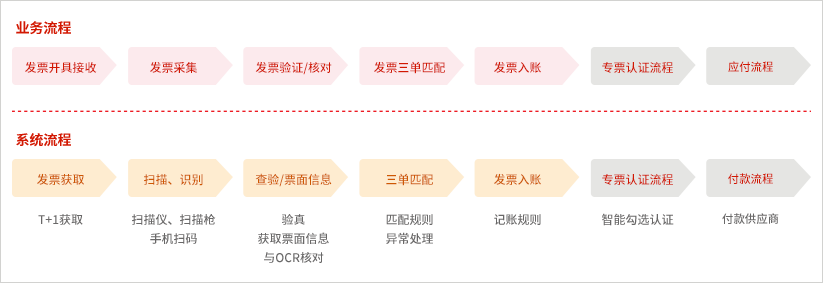 业务流程
发票开具接收
发票采集
发票验证/核对
发票三单匹配
发票入账
专票认证流程
应付流程
系统流程
发票获取
扫描、识别
查验/票面信息
三单匹配
发票入账
专票认证流程
付款流程
T+1获取
扫描仪、扫描枪
手机扫码
验真
获取票面信息
与OCR核对
匹配规则
异常处理
记账规则
智能勾选认证
付款供应商